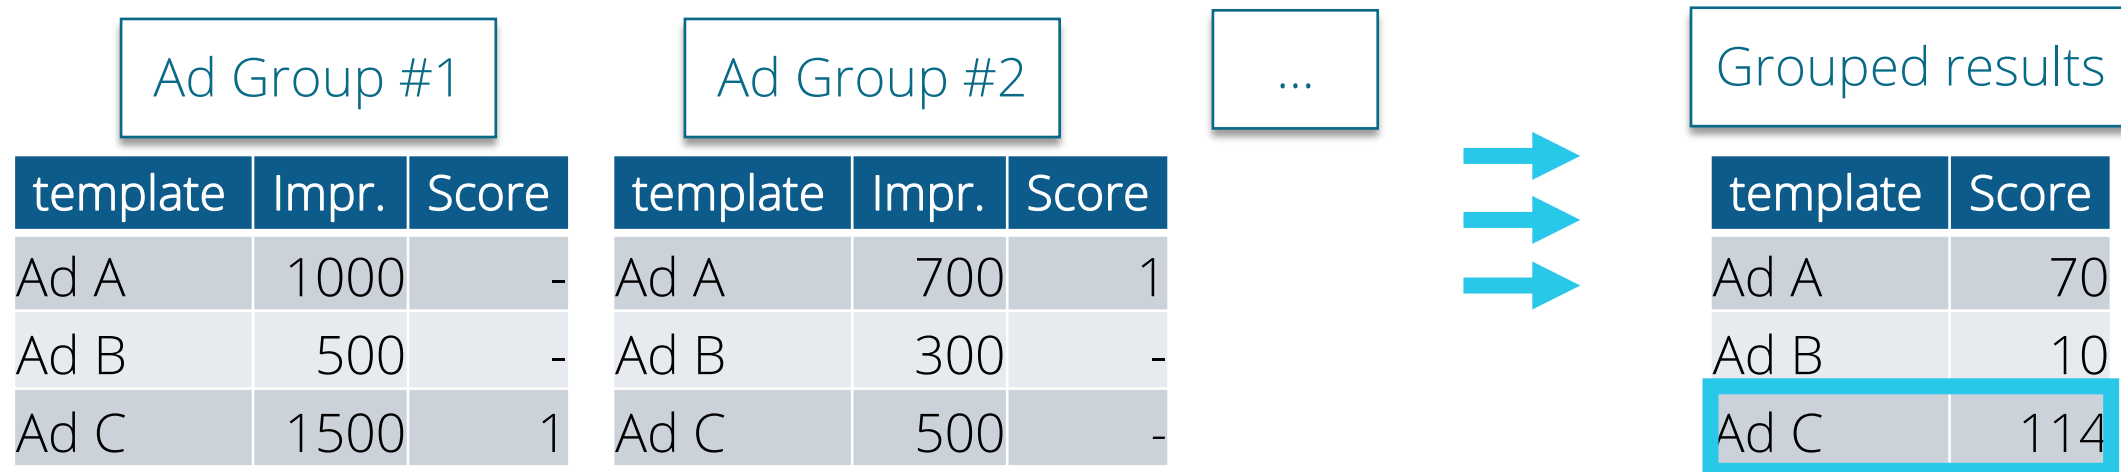 Ad Group #1
template Impr. Score
Ad A 1000 -
Ad B 500 -
Ad C 1500 1
Ad Group #2
template Impr. Score
Ad A 700 1
Ad B 300 -
Ad C 500 -
...
Grouped results
template Score
Ad A 70
Ad B 10
Ad C 114